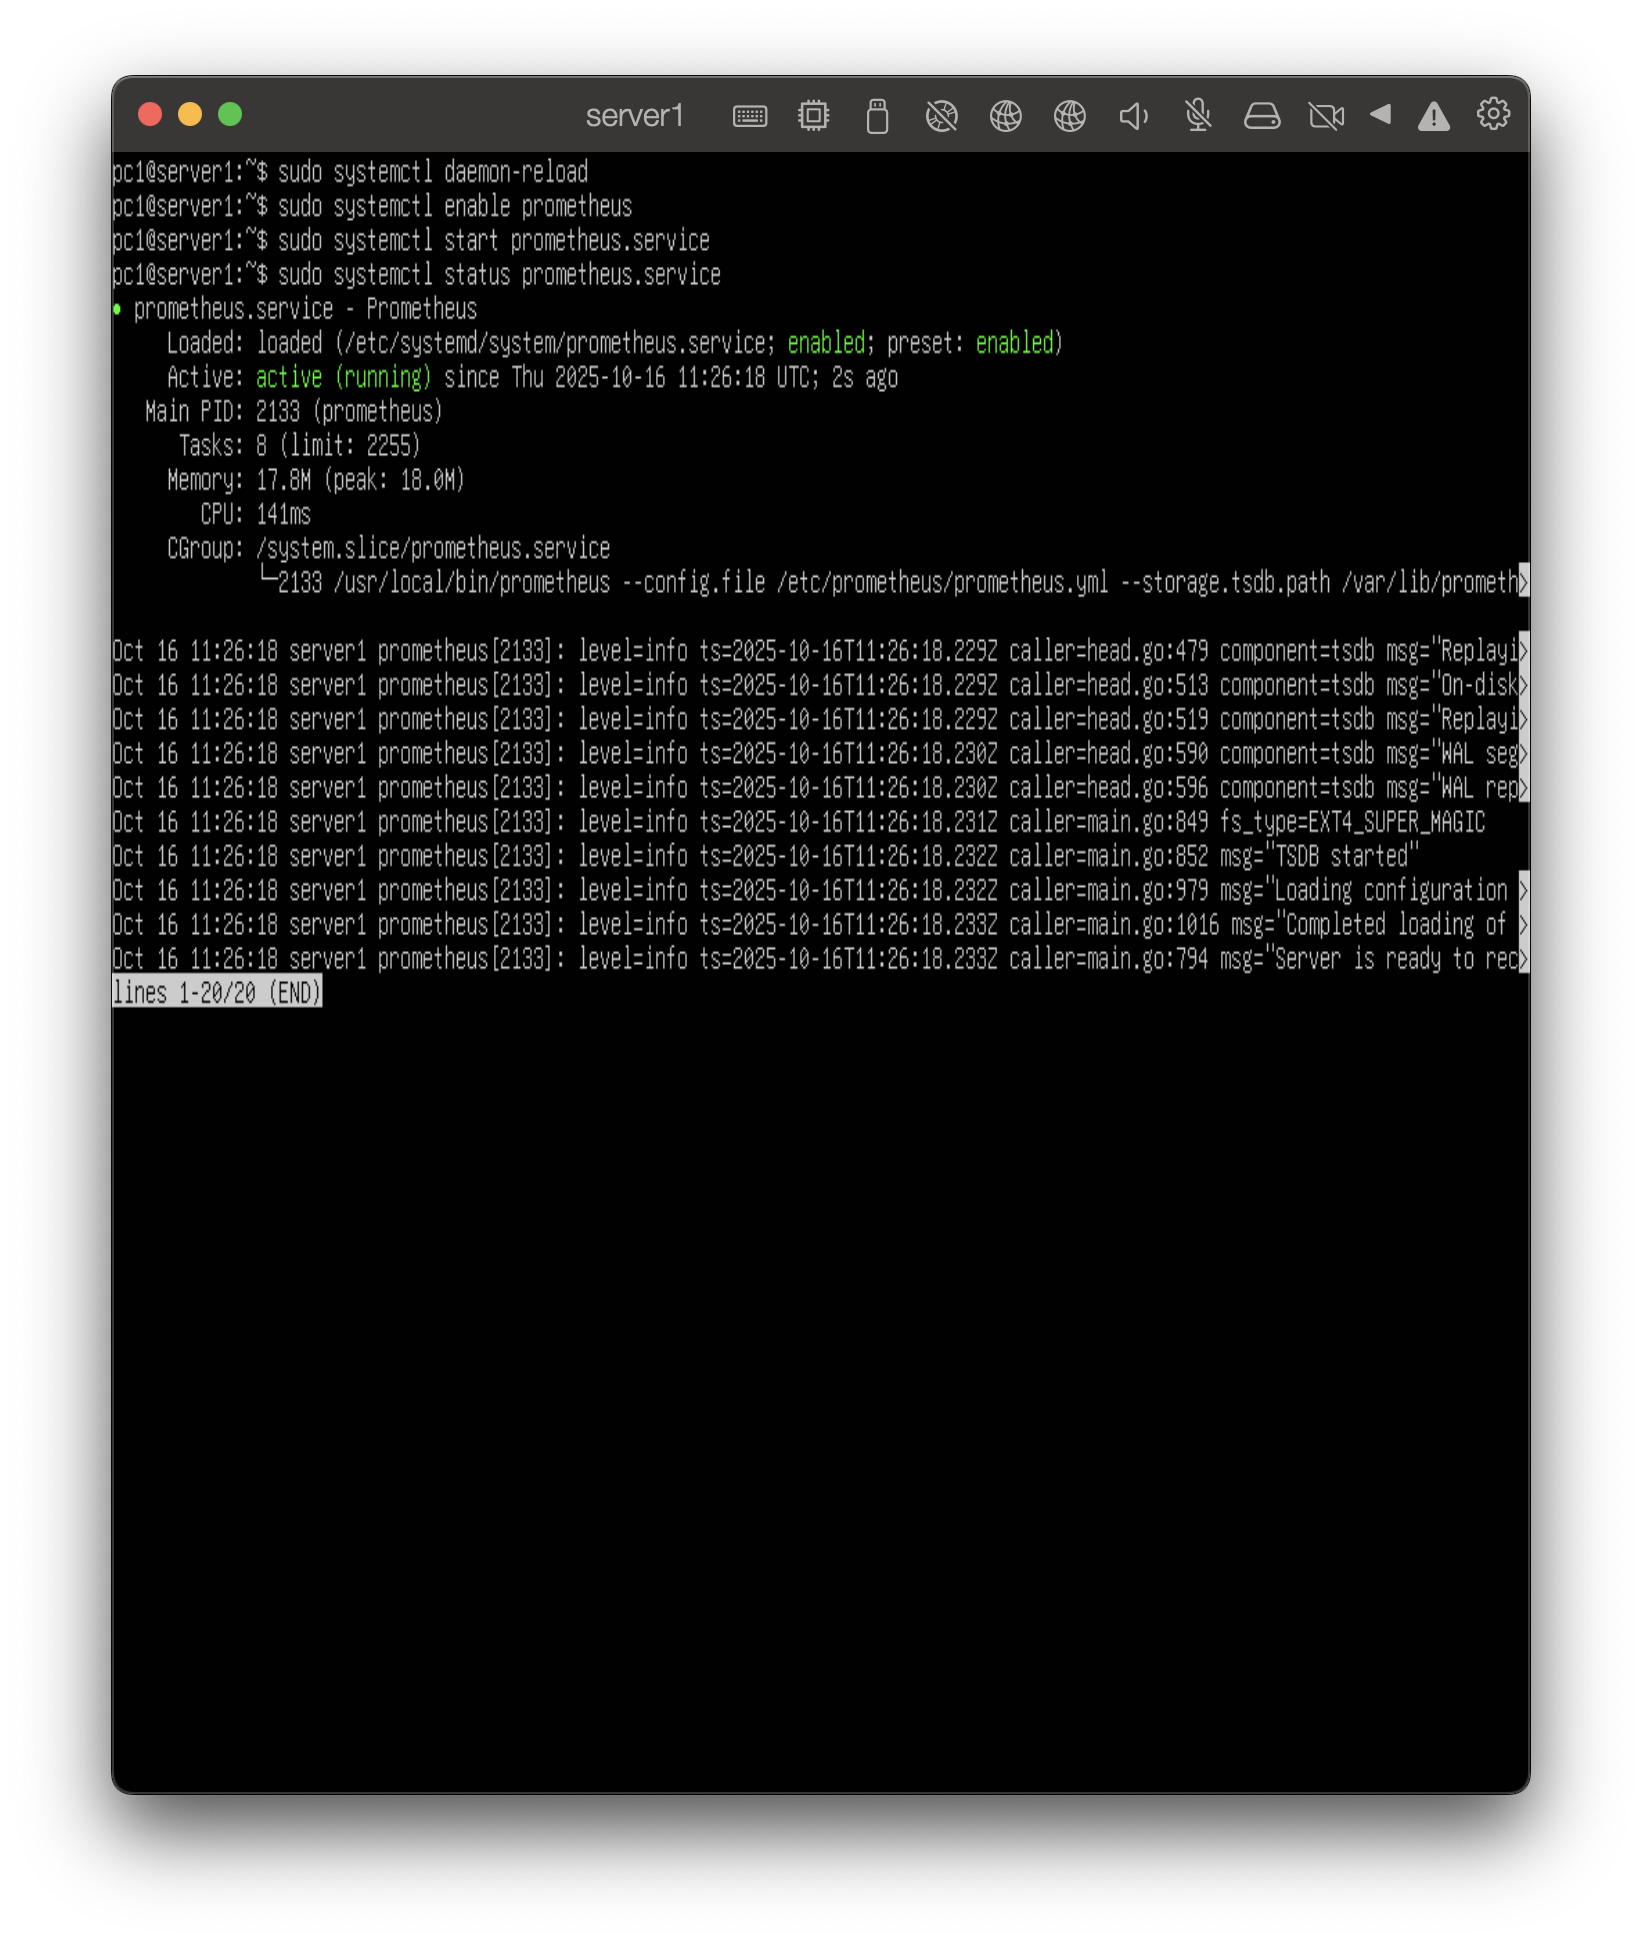 server1
pc1@server1:~$ sudo systemctl daemon-reload
pc1@server1:~$ sudo systemctl enable prometheus
pc1@server1:~$ sudo systemctl start prometheus.service
pc1@server1:~$ sudo systemctl status prometheus.service
● prometheus.service - Prometheus
     Loaded: loaded (/etc/systemd/system/prometheus.service; enabled; preset: enabled)
     Active: active (running) since Thu 2025-10-16 11:26:18 UTC; 2s ago
   Main PID: 2133 (prometheus)
      Tasks: 8 (limit: 2255)
     Memory: 17.8M (peak: 18.0M)
        CPU: 141ms
     CGroup: /system.slice/prometheus.service
             └─2133 /usr/local/bin/prometheus --config.file /etc/prometheus/prometheus.yml --storage.tsdb.path /var/lib/prometh>
Oct 16 11:26:18 server1 prometheus[2133]: level=info ts=2025-10-16T11:26:18.229Z caller=head.go:479 component=tsdb msg="Replayi>
Oct 16 11:26:18 server1 prometheus[2133]: level=info ts=2025-10-16T11:26:18.229Z caller=head.go:513 component=tsdb msg="On-disk>
Oct 16 11:26:18 server1 prometheus[2133]: level=info ts=2025-10-16T11:26:18.229Z caller=head.go:519 component=tsdb msg="Replayi>
Oct 16 11:26:18 server1 prometheus[2133]: level=info ts=2025-10-16T11:26:18.230Z caller=head.go:590 component=tsdb msg="WAL seg>
Oct 16 11:26:18 server1 prometheus[2133]: level=info ts=2025-10-16T11:26:18.230Z caller=head.go:596 component=tsdb msg="WAL rep>
Oct 16 11:26:18 server1 prometheus[2133]: level=info ts=2025-10-16T11:26:18.231Z caller=main.go:849 fs_type=EXT4_SUPER_MAGIC
Oct 16 11:26:18 server1 prometheus[2133]: level=info ts=2025-10-16T11:26:18.232Z caller=main.go:852 msg="TSDB started"
Oct 16 11:26:18 server1 prometheus[2133]: level=info ts=2025-10-16T11:26:18.232Z caller=main.go:979 msg="Loading configuration >
Oct 16 11:26:18 server1 prometheus[2133]: level=info ts=2025-10-16T11:26:18.233Z caller=main.go:1016 msg="Completed loading of >
Oct 16 11:26:18 server1 prometheus[2133]: level=info ts=2025-10-16T11:26:18.233Z caller=main.go:794 msg="Server is ready to rec>
lines 1-20/20 (END)